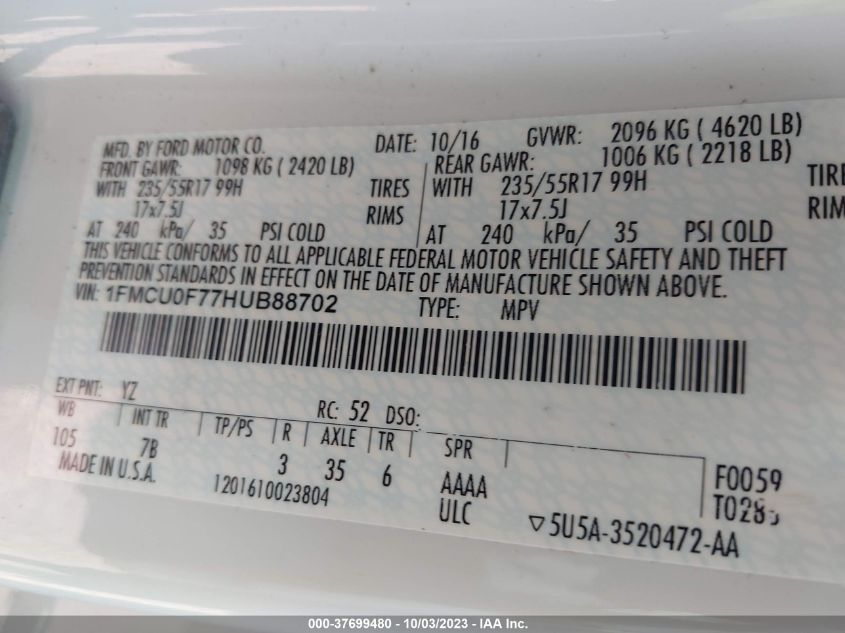 MFD. BY FORD MOTOR CO. DATE: 10/16 GVWR: 2096 KG ( 4620 LB)
FRONT GAWR: 1098 KG ( 2420 LB) REAR GAWR: 1006 KG ( 2218 LB)
WITH 235/55R17 99H TIRES WITH 235/55R17 99H TIRE
17x7.5J RIMS 17x7.5J RIM
AT 240 kPa/ 35 PSI COLD AT 240 kPa/ 35 PSI COLD
THIS VEHICLE CONFORMS TO ALL APPLICABLE FEDERAL MOTOR VEHICLE SAFETY AND THEFT
PREVENTION STANDARDS IN EFFECT ON THE DATE OF MANUFACTURE SHOWN ABOVE.
VIN: 1FMCU0F77HUB88702 TYPE: MPV
EXT PNT: YZ RC: 52 DSO:
WB INT TR TP/PS R AXLE TR SPR
105 7B 3 35 6 AAAA F0059
MADE IN U.S.A. 1201610023804 ULC
▽5U5A-3520472-AA
000-37699480 - 10/03/2023 - IAA Inc.